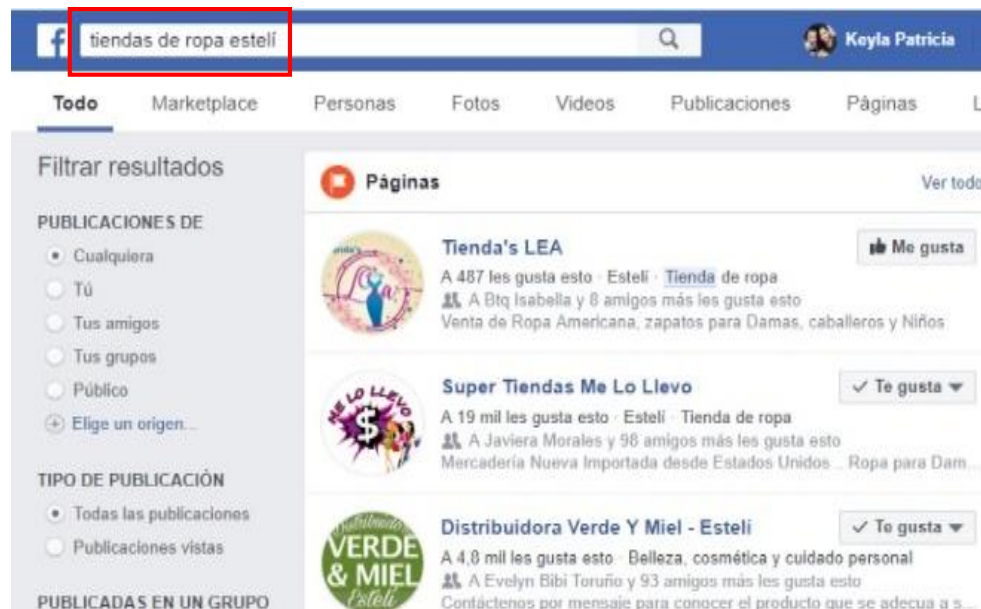 f tiendas de ropa estelí Keyla Patricia
Todo Marketplace Personas Fotos Videos Publicaciones Páginas L
Filtrar resultados
PUBLICACIONES DE
Cualquiera
Tú
Tus amigos
Tus grupos
Público
Elige un origen...
TIPO DE PUBLICACIÓN
Todas las publicaciones
Publicaciones vistas
PUBLICADAS EN UN GRUPO
Páginas Ver todo
Tienda's LEA Me gusta
A 487 les gusta esto · Estelí · Tienda de ropa
A Btq Isabella y 8 amigos más les gusta esto
Venta de Ropa Americana, zapatos para Damas, caballeros y Niños
ME LO LLEVO
$
Super Tiendas Me Lo Llevo Te gusta
A 19 mil les gusta esto · Estelí · Tienda de ropa
A Javiera Morales y 98 amigos más les gusta esto
Mercadería Nueva Importada desde Estados Unidos .. Ropa para Dam...
VERDE
& MIEL
Estelí
Distribuidora Verde Y Miel - Estelí Te gusta
A 4,8 mil les gusta esto · Belleza, cosmética y cuidado personal
A Evelyn Bibi Toruño y 93 amigos más les gusta esto
Contáctenos por mensaje para conocer el producto que se adecua a s...